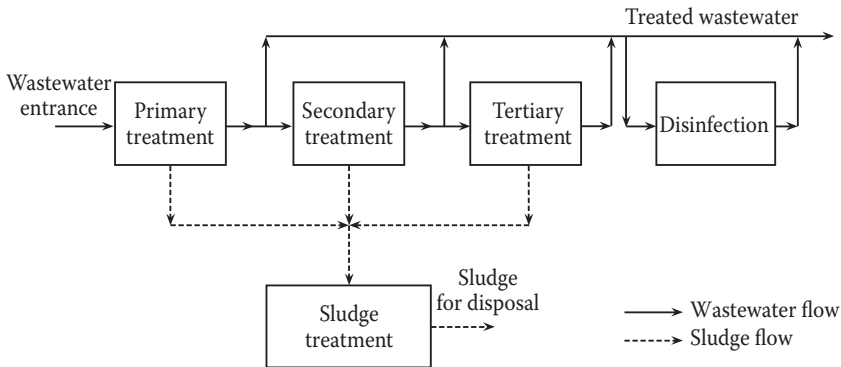 Treated wastewater
Wastewater
entrance
Primary
treatment
Secondary
treatment
Tertiary
treatment
Disinfection
Sludge
treatment
Sludge
for disposal
Wastewater flow
Sludge flow